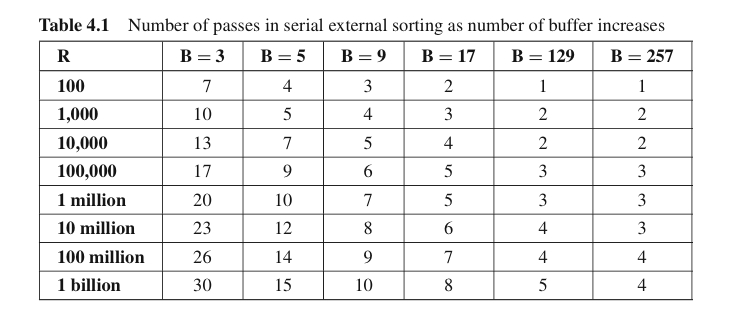 Table 4.1 Number of passes in serial external sorting as number of buffer increases
R B = 3 B = 5 B = 9 B = 17 B = 129 B = 257
100 7 4 3 2 1 1
1,000 10 5 4 3 2 2
10,000 13 7 5 4 2 2
100,000 17 9 6 5 3 3
1 million 20 10 7 5 3 3
10 million 23 12 8 6 4 3
100 million 26 14 9 7 4 4
1 billion 30 15 10 8 5 4